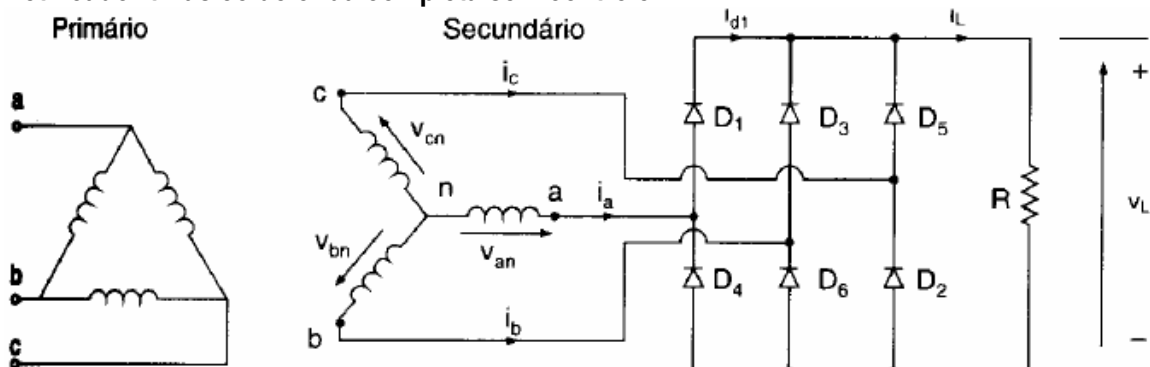 Primário
Secundário
a
b
c
c
n
a
b
v_cn
v_bn
v_an
i_c
i_a
i_b
i_d1
i_L
D_1
D_3
D_5
D_4
D_6
D_2
R
+
v_L
−